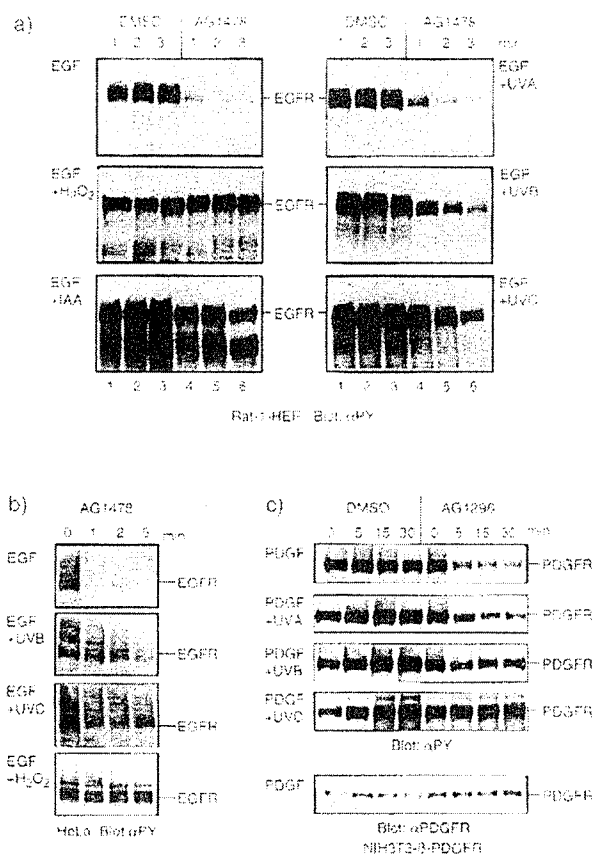 a)
DMSO AG1478 DMSO AG1478
1 2 3 1 2 3 1 2 3 1 2 3 min
EGF EGFR EGF +UVA
EGF +H₂O₂ EGFR EGF +UVB
EGF +IAA EGFR EGF +UVC
1 2 3 4 5 6 1 2 3 4 5 6
Rat-1-HER Blot: αPY
b)
AG1478
0 1 2 5 min
EGF EGFR
EGF +UVB EGFR
EGF +UVC EGFR
EGF +H₂O₂ EGFR
HeLa Blot αPY
c)
DMSO AG1296
5 15 30 5 15 30 min
PDGF PDGFR
PDGF +UVA PDGFR
PDGF +UVB PDGFR
PDGF +UVC PDGFR
Blot: αPY
PDGF PDGFR
Blot: αPDGFR
NIH3T3-β-PDGFR